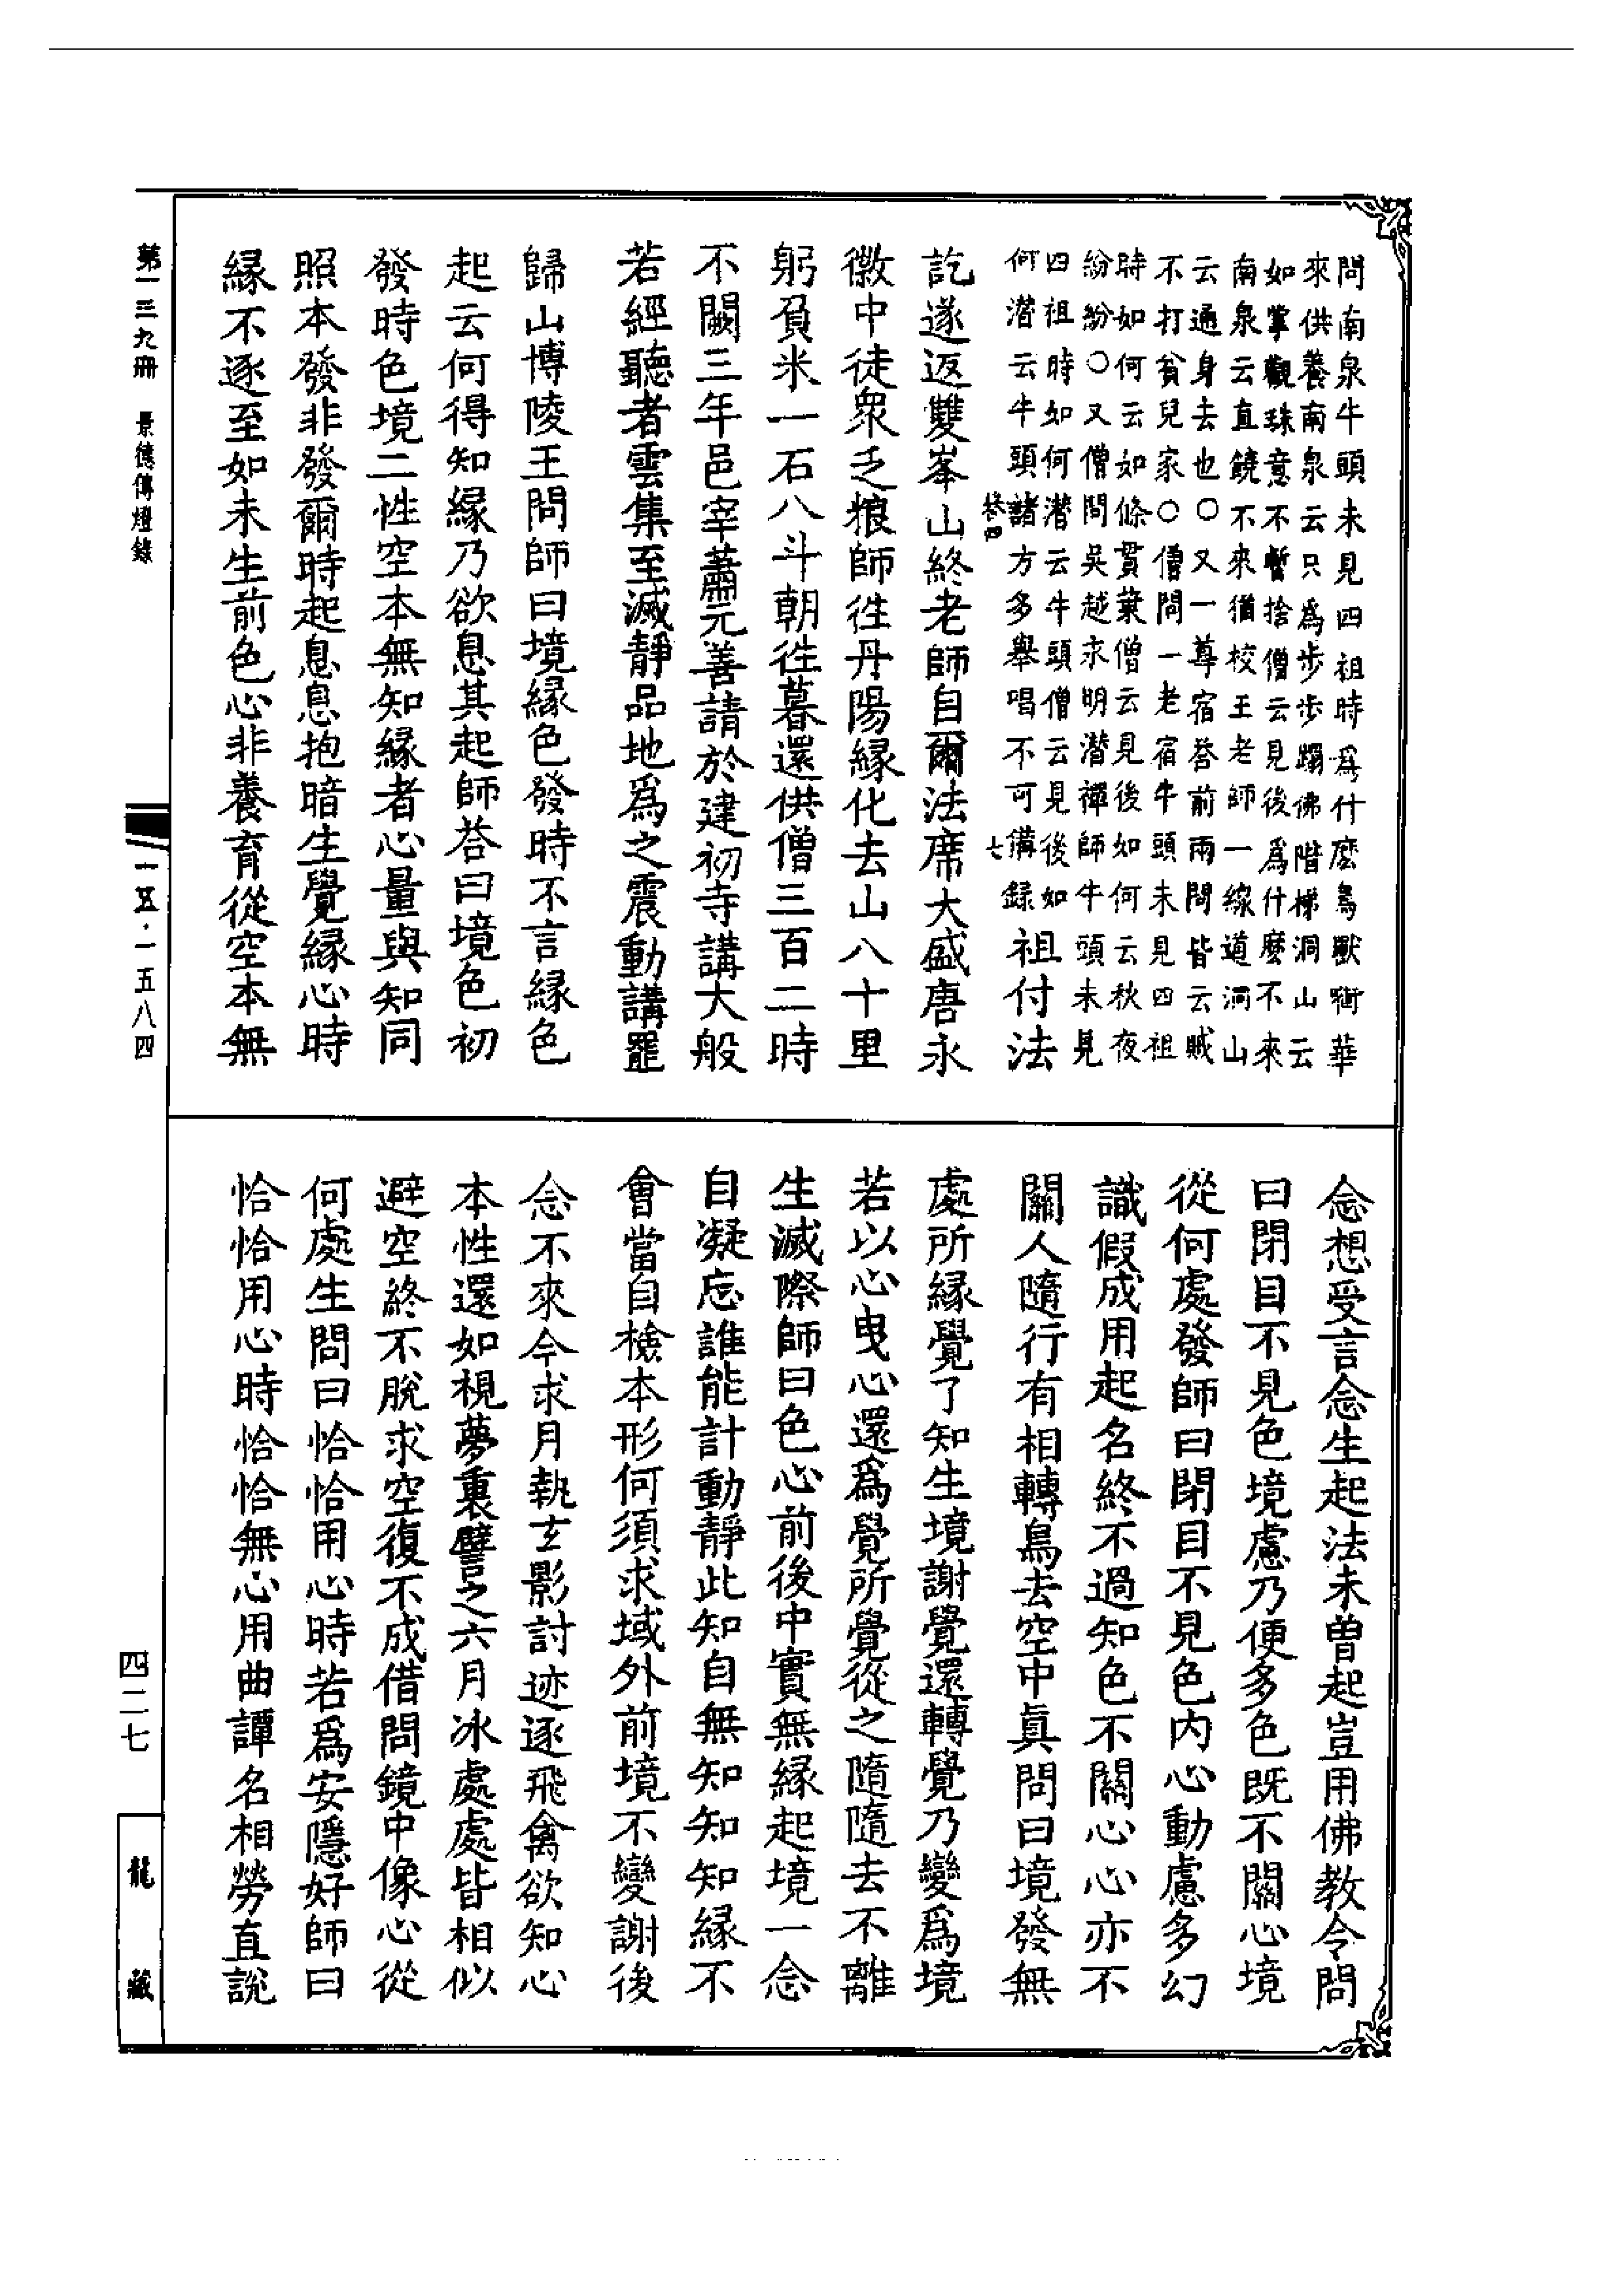 問南泉牛頭未見四祖時爲什麽鳥獸銜華
來供養南泉云只爲步步蹋佛階梯洞山云
如掌觀珠意不暫捨僧云見後爲什麽不來
南泉云直饒不來猶校王老師一線道洞山
云通身去也〇又一尊宿答前兩問皆云賊
不打貧兒家〇僧問一老宿牛頭未見四祖
時如何云如條貫葉僧云見後如何云秋夜
紛紛〇又僧問吳越永明潛禪師牛頭未見
四祖時如何潛云牛頭僧云見後如
何潛云牛頭諸方多舉唱不可備錄祖付法
卷四 七
訖遂返雙峯山終老師自爾法席大盛唐永
徽中徒衆乏粮師往丹陽緣化去山八十里
躬負米一石八斗朝往暮還供僧三百二時
不闕三年邑宰蕭元善請於建初寺講大般
若經聽者雲集至滅靜品地爲之震動講罷
歸山博陵王問師曰境緣色發時不言緣色
起云何得知緣乃欲息其起師荅曰境色初
發時色境二性空本無知緣者心量與知同
照本發非發爾時起息息抱暗生覺緣心時
緣不逐至如未生前色心非養育從空本無
念想受言念生起法未曾起豈用佛教令問
曰閉目不見色境慮乃便多色既不關心境
從何處發師曰閉目不見色內心動慮多幻
識假成用起名終不過知色不關心心亦不
關人隨行有相轉鳥去空中眞問曰境發無
處所緣覺了知生境謝覺還轉覺乃變爲境
若以心曳心還爲覺所覺從之隨隨去不離
生滅際師曰色心前後中實無緣起境一念
自凝忘誰能計動靜此知自無知知知緣不
會當自檢本形何須求域外前境不變謝後
念不來今求月執玄影討迹逐飛禽欲知心
本性還如視夢裏譬之六月冰處處皆相似
避空終不脫求空復不成借問鏡中像心從
何處生問曰恰恰用心時若爲安隱好師曰
恰恰用心時恰恰無心用曲譚名相勞直說
第一三九冊 景德傳燈錄
一五·一五八四
四二七
龍藏